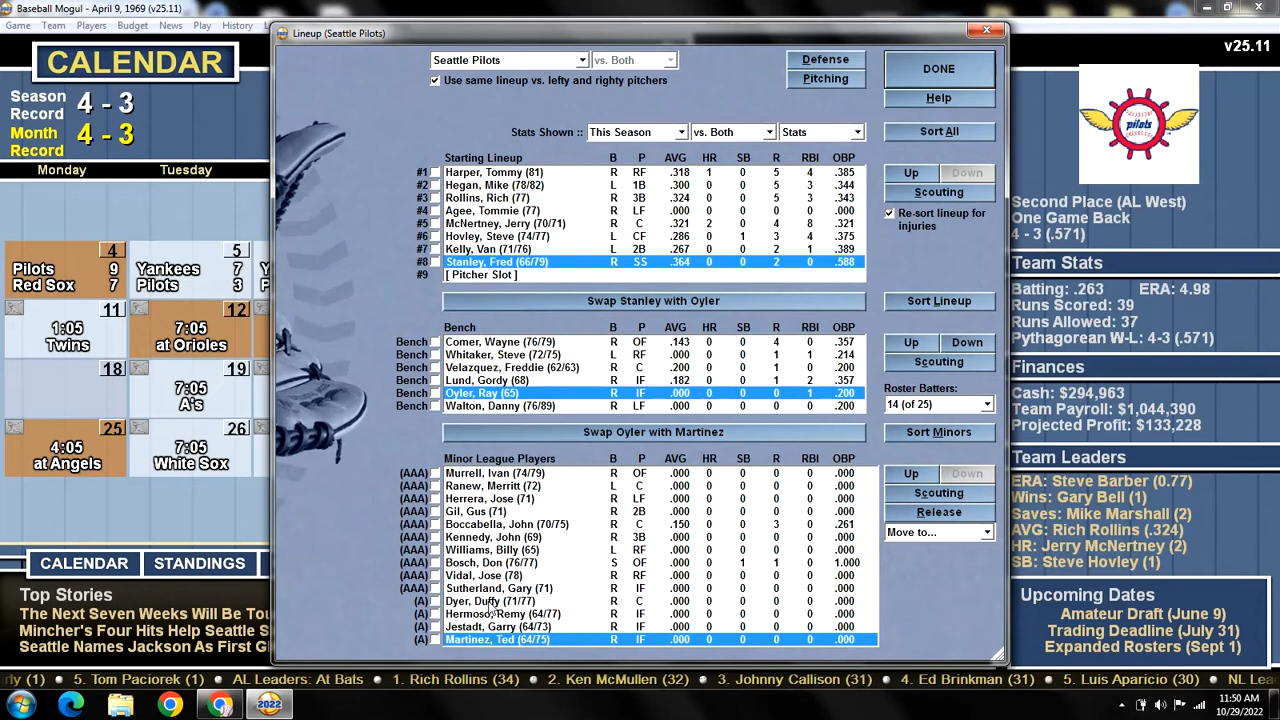 Baseball Mogul - April 9, 1969 (v25.11)
Game Team Players Budget News Play History
v25.11
CALENDAR
Season Record 4 - 3
Month Record 4 - 3
Monday Tuesday
4 Pilots 9 Red Sox 7
5 Yankees 7 Pilots 3
11 1:05 Twins
12 7:05 at Orioles
18
19 7:05 A's
25 4:05 at Angels
26 7:05 White Sox
CALENDAR STANDINGS
Top Stories
The Next Seven Weeks Will Be Tou
Mincher's Four Hits Help Seattle S
Seattle Names Jackson As First G
Lineup (Seattle Pilots)
Seattle Pilots vs. Both
Use same lineup vs. lefty and righty pitchers
Defense
Pitching
DONE
Help
Stats Shown :: This Season vs. Both Stats
Sort All
Starting Lineup B P AVG HR SB R RBI OBP
#1 Harper, Tommy (81) R RF .318 1 0 5 4 .385
#2 Hegan, Mike (78/82) L 1B .300 0 0 5 3 .344
#3 Rollins, Rich (77) R 3B .324 0 0 5 3 .343
#4 Agee, Tommie (77) R LF .000 0 0 0 0 .000
#5 McNertney, Jerry (70/71) R C .321 2 0 4 8 .321
#6 Hovley, Steve (74/77) L CF .286 0 1 3 4 .375
#7 Kelly, Van (71/76) L 2B .267 0 0 2 1 .389
#8 Stanley, Fred (66/79) R SS .364 0 0 2 0 .588
#9 [ Pitcher Slot ]
Up Down
Scouting
Re-sort lineup for injuries
Swap Stanley with Oyler
Sort Lineup
Bench B P AVG HR SB R RBI OBP
Bench Comer, Wayne (76/79) R OF .143 0 0 4 0 .357
Bench Whitaker, Steve (72/75) L RF .000 0 0 1 1 .214
Bench Velazquez, Freddie (62/63) R C .200 0 0 1 0 .200
Bench Lund, Gordy (68) R IF .182 0 0 1 2 .357
Bench Oyler, Ray (65) R IF .000 0 0 0 1 .200
Bench Walton, Danny (76/89) R LF .200 0 0 0 0 .200
Up Down
Scouting
Roster Batters:
14 (of 25)
Swap Oyler with Martinez
Sort Minors
Minor League Players B P AVG HR SB R RBI OBP
(AAA) Murrell, Ivan (74/79) R OF .000 0 0 0 0 .000
(AAA) Ranew, Merritt (72) L C .000 0 0 0 0 .000
(AAA) Herrera, Jose (71) R LF .000 0 0 0 0 .000
(AAA) Gil, Gus (71) R 2B .000 0 0 0 0 .000
(AAA) Boccabella, John (70/75) R C .150 0 0 3 0 .261
(AAA) Kennedy, John (69) R 3B .000 0 0 0 0 .000
(AAA) Williams, Billy (65) L RF .000 0 0 0 0 .000
(AAA) Bosch, Don (76/77) S OF .000 0 1 1 0 1.000
(AAA) Vidal, Jose (78) R RF .000 0 0 0 0 .000
(AAA) Sutherland, Gary (71) R IF .000 0 0 0 0 .000
(A) Dyer, Duffy (71/77) R C .000 0 0 0 0 .000
(A) Hermoso, Remy (64/77) R IF .000 0 0 0 0 .000
(A) Jestadt, Garry (64/73) R IF .000 0 0 0 0 .000
(A) Martinez, Ted (64/75) R IF .000 0 0 0 0 .000
Up Down
Scouting
Release
Move to...
pilots
Second Place (AL West)
One Game Back
4 - 3 (.571)
Team Stats
Batting: .263 ERA: 4.98
Runs Scored: 39
Runs Allowed: 37
Pythagorean W-L: 4-3 (.571)
Finances
Cash: $294,963
Team Payroll: $1,044,390
Projected Profit: $133,228
Team Leaders
ERA: Steve Barber (0.77)
Wins: Gary Bell (1)
Saves: Mike Marshall (2)
AVG: Rich Rollins (.324)
HR: Jerry McNertney (2)
SB: Steve Hovley (1)
Upcoming Dates
Amateur Draft (June 9)
Trading Deadline (July 31)
Expanded Rosters (Sept 1)
rly (1) • 5. Tom Paciorek (1) • AL Leaders: At Bats • 1. Rich Rollins (34) • 2. Ken McMullen (32) • 3. Johnny Callison (31) • 4. Ed Brinkman (31) • 5. Luis Aparicio (30) • NL Lea
2022
11:50 AM
10/29/2022